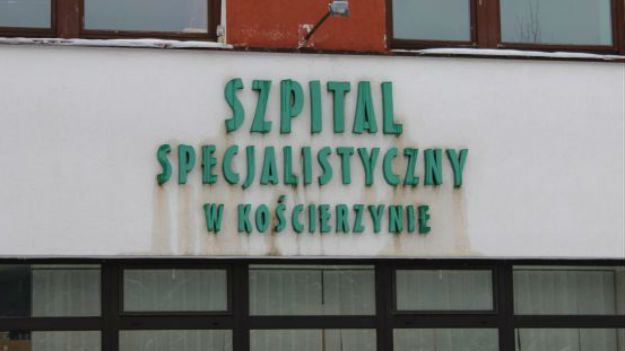 SZPITAL
SPECJALISTYCZNY
W KOŚCIERZYNIE